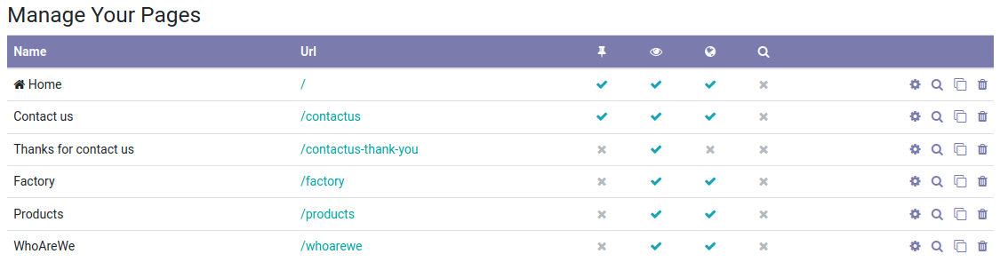 Manage Your Pages
Name Url
Home /
Contact us /contactus
Thanks for contact us /contactus-thank-you
Factory /factory
Products /products
WhoAreWe /whoarewe